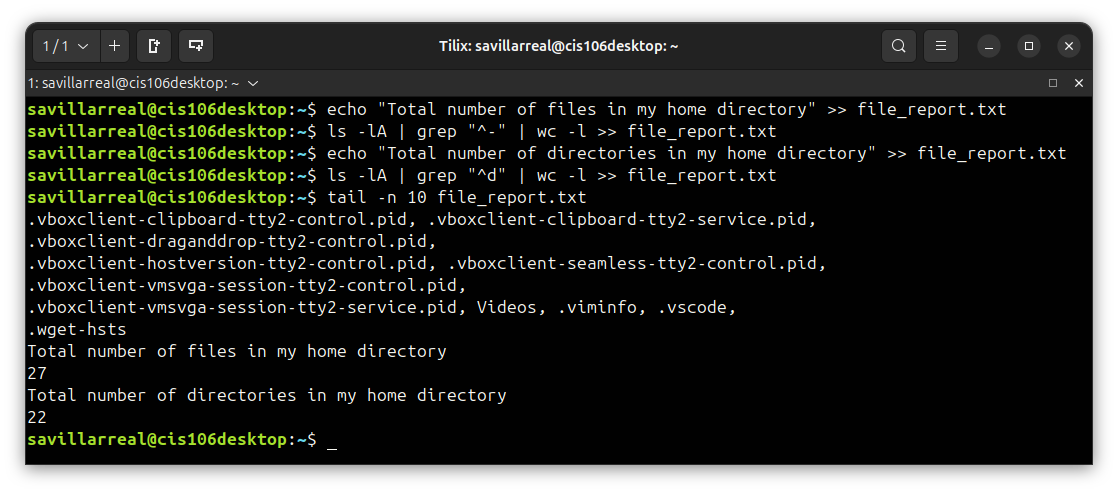 1 / 1
Tilix: savillarreal@cis106desktop: ~
1: savillarreal@cis106desktop: ~
savillarreal@cis106desktop:~$ echo "Total number of files in my home directory" >> file_report.txt
savillarreal@cis106desktop:~$ ls -lA | grep "^-" | wc -l >> file_report.txt
savillarreal@cis106desktop:~$ echo "Total number of directories in my home directory" >> file_report.txt
savillarreal@cis106desktop:~$ ls -lA | grep "^d" | wc -l >> file_report.txt
savillarreal@cis106desktop:~$ tail -n 10 file_report.txt
.vboxclient-clipboard-tty2-control.pid, .vboxclient-clipboard-tty2-service.pid,
.vboxclient-draganddrop-tty2-control.pid,
.vboxclient-hostversion-tty2-control.pid, .vboxclient-seamless-tty2-control.pid,
.vboxclient-vmsvga-session-tty2-control.pid,
.vboxclient-vmsvga-session-tty2-service.pid, Videos, .viminfo, .vscode,
.wget-hsts
Total number of files in my home directory
27
Total number of directories in my home directory
22
savillarreal@cis106desktop:~$ _